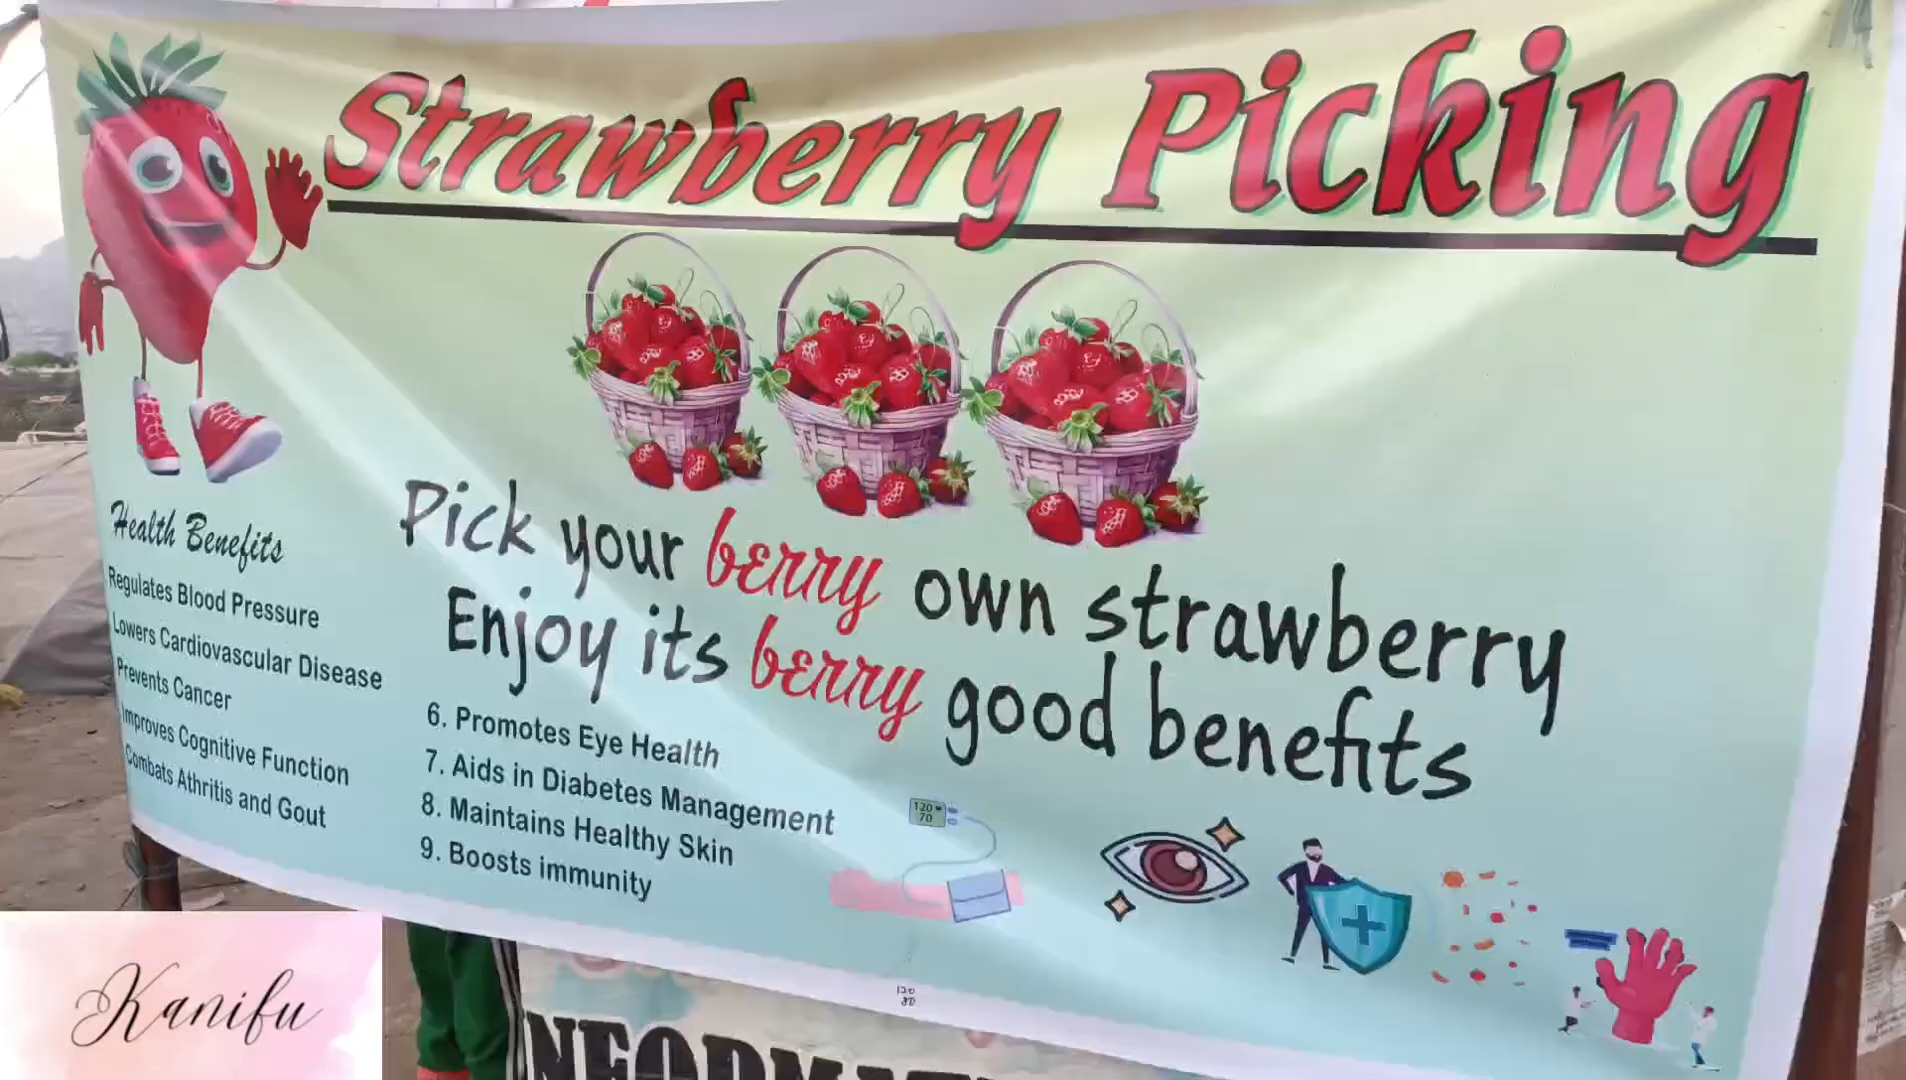 Strawberry Picking
Pick your berry own strawberry
Enjoy its berry good benefits
Health Benefits
Regulates Blood Pressure
Lowers Cardiovascular Disease
Prevents Cancer
Improves Cognitive Function
Combats Athritis and Gout
6. Promotes Eye Health
7. Aids in Diabetes Management
8. Maintains Healthy Skin
9. Boosts immunity
120
70
120
80
Kanifu